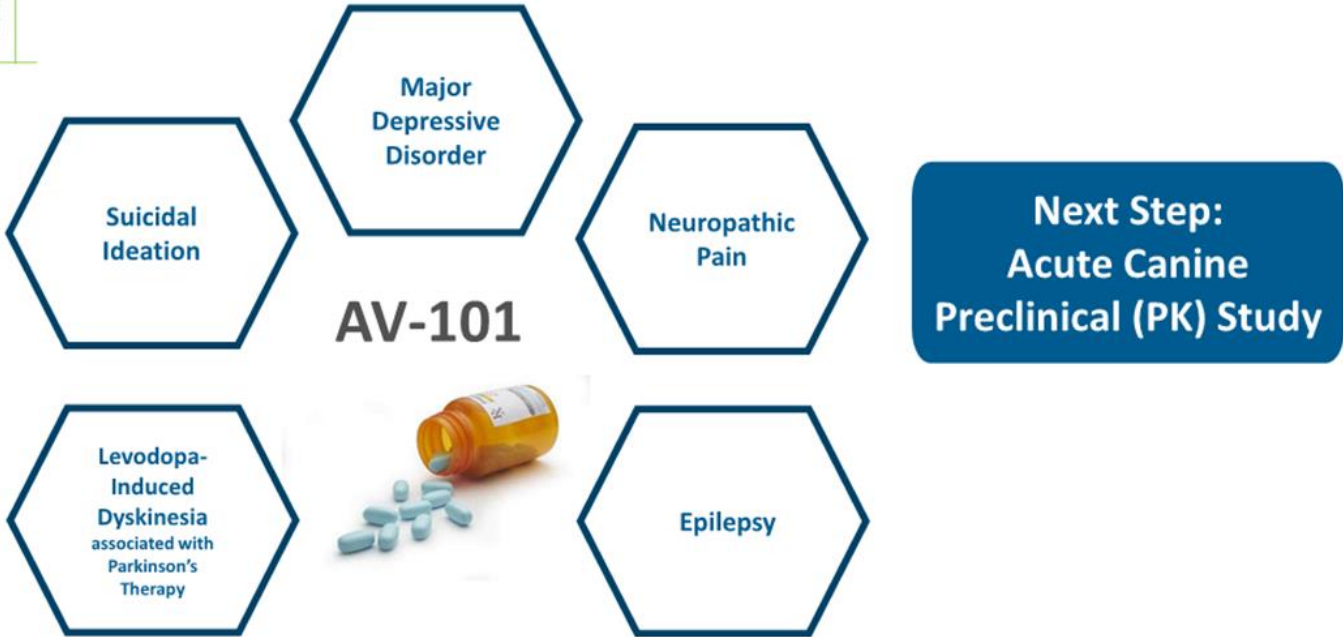 Major
Depressive
Disorder
Suicidal
Ideation
Neuropathic
Pain
AV-101
Levodopa-
Induced
Dyskinesia
associated with
Parkinson's
Therapy
Epilepsy
Next Step:
Acute Canine
Preclinical (PK) Study